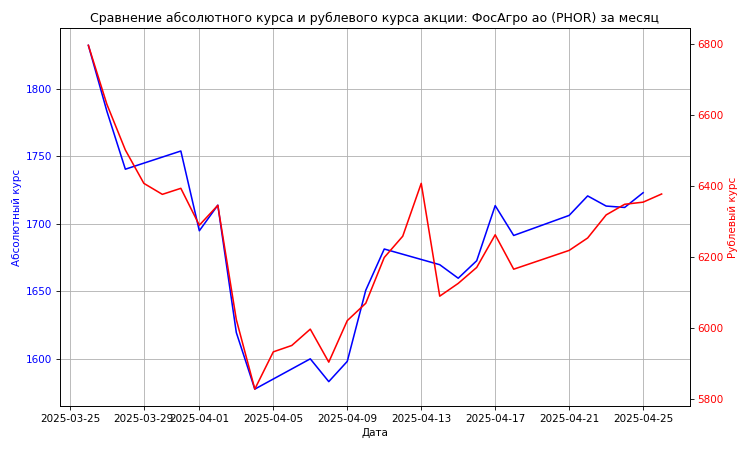 Сравнение абсолютного курса и рублевого курса акции: ФосАгро ао (PHOR) за месяц
Абсолютный курс
1800
1750
1700
1650
1600
6800
6600
6400
6200
6000
5800
Рублевый курс
2025-03-25 2025-03-29 2025-04-01 2025-04-05 2025-04-09 2025-04-13 2025-04-17 2025-04-21 2025-04-25
Дата